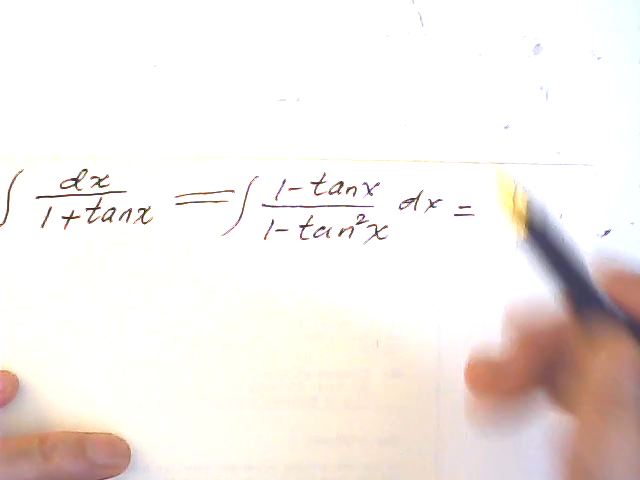 ∫ dx / (1 + tanx) = ∫ (1 - tanx) / (1 - tan²x) dx =